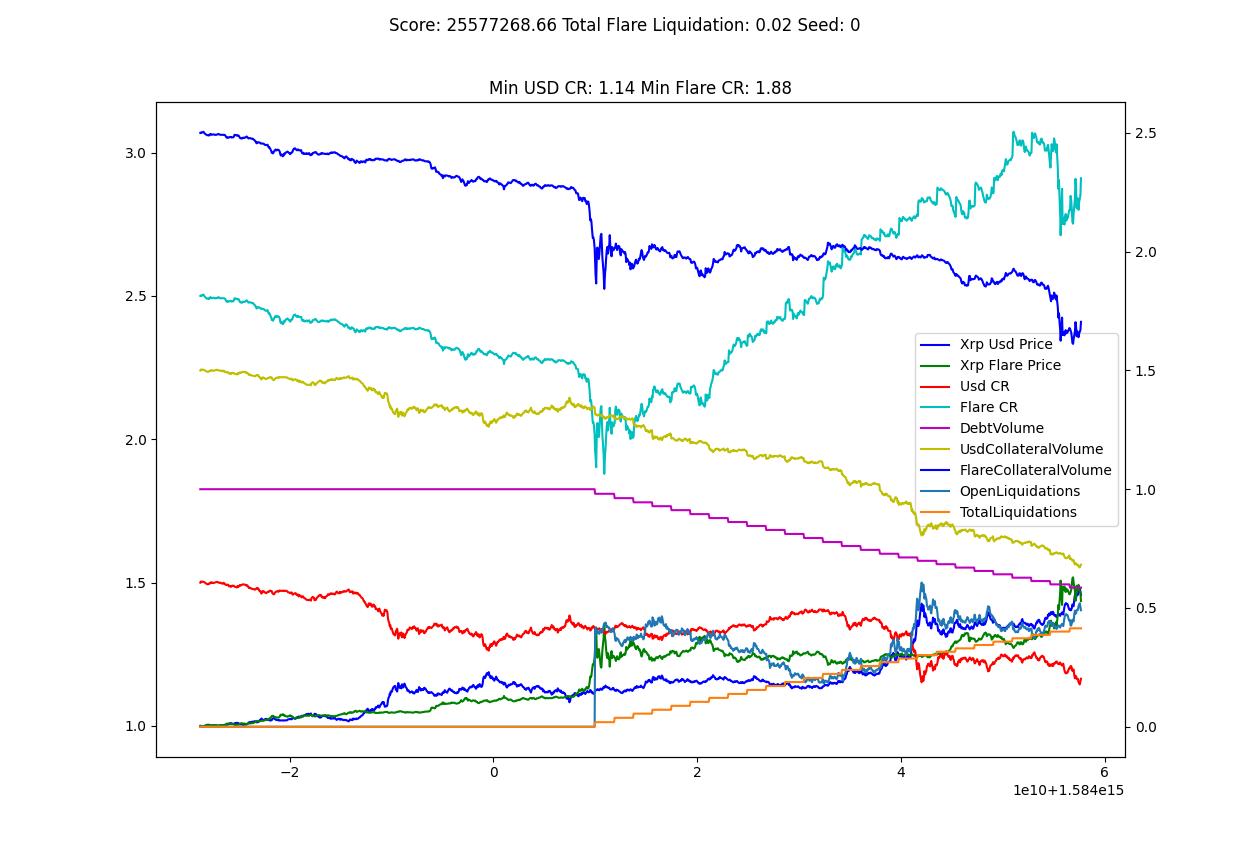 Score: 25577268.66 Total Flare Liquidation: 0.02 Seed: 0
Min USD CR: 1.14 Min Flare CR: 1.88
3.0
2.5
2.0
1.5
1.0
2.5
2.0
1.5
1.0
0.5
0.0
Xrp Usd Price
Xrp Flare Price
Usd CR
Flare CR
DebtVolume
UsdCollateralVolume
FlareCollateralVolume
OpenLiquidations
TotalLiquidations
−2 0 2 4 6
1e10+1.584e15